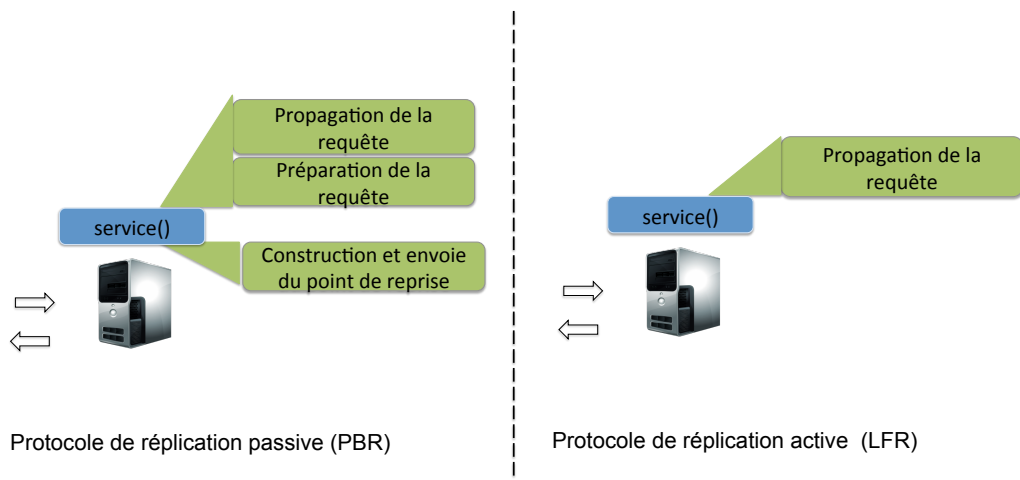 Propagation de la
requête
Préparation de la
requête
service()
Construction et envoie
du point de reprise
Protocole de réplication passive (PBR)
Propagation de la
requête
service()
Protocole de réplication active (LFR)